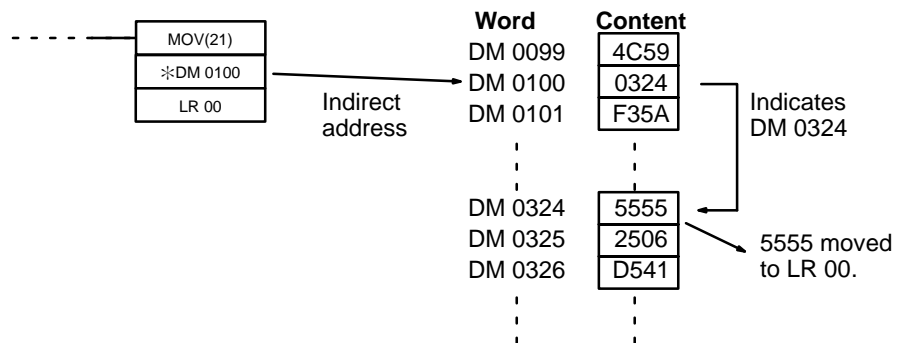 Word Content
MOV(21)
DM 0099 4C59
✽DM 0100
DM 0100 0324
LR 00
Indirect
address
DM 0101 F35A
Indicates
DM 0324
DM 0324 5555
DM 0325 2506
DM 0326 D541
5555 moved
to LR 00.